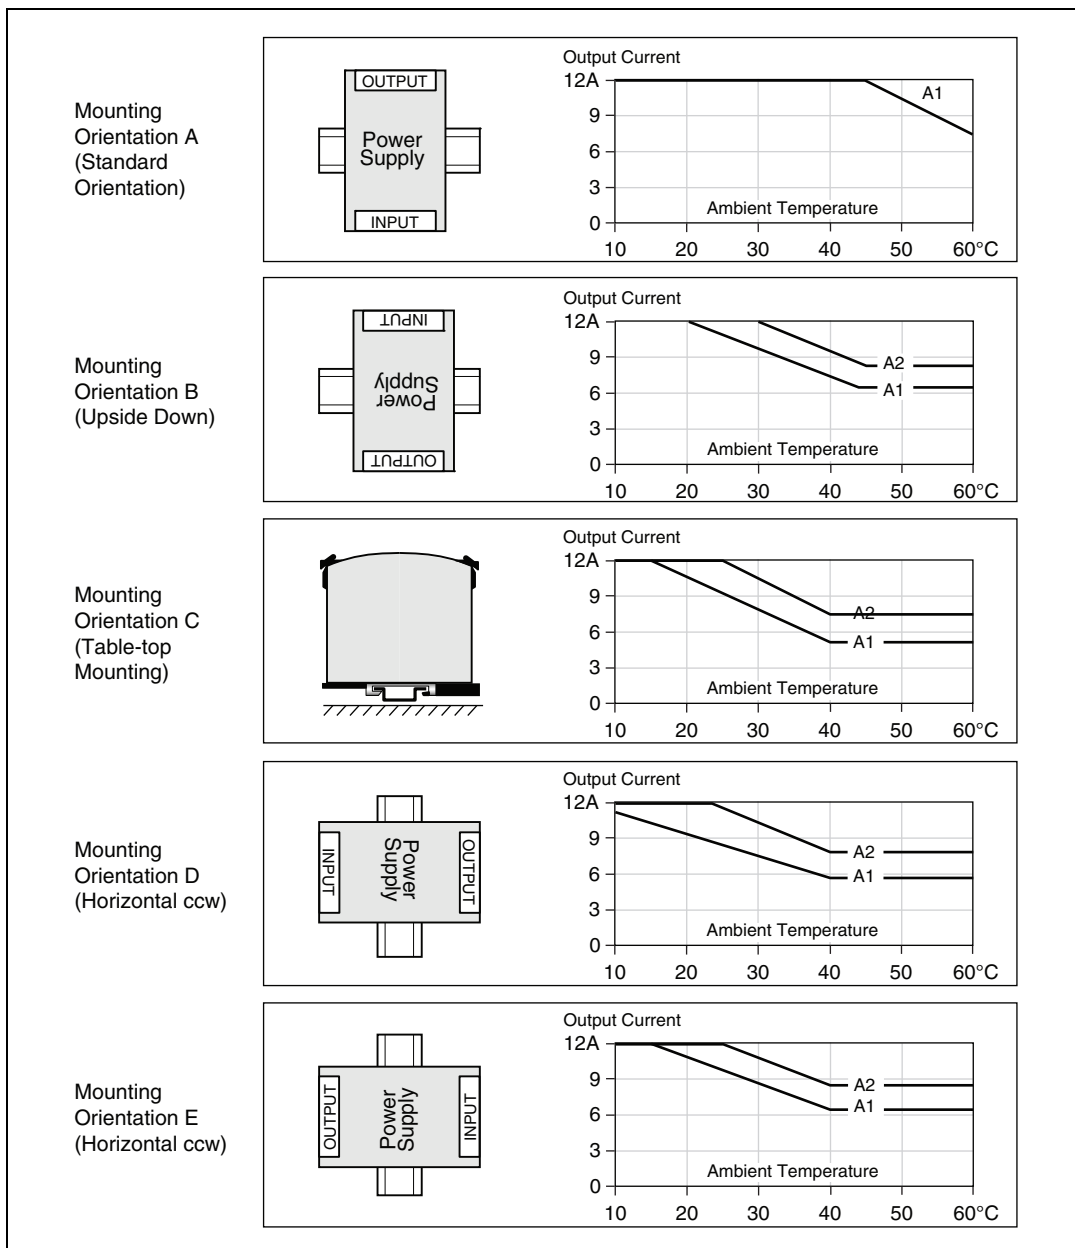 Mounting
Orientation A
(Standard
Orientation)
OUTPUT
Power
Supply
INPUT
Output Current
12A
9
6
3
0
A1
Ambient Temperature
10 20 30 40 50 60°C
Mounting
Orientation B
(Upside Down)
INPUT
Power
Supply
OUTPUT
Output Current
12A
9
6
3
0
A2
A1
Ambient Temperature
10 20 30 40 50 60°C
Mounting
Orientation C
(Table-top
Mounting)
Output Current
12A
9
6
3
0
A2
A1
Ambient Temperature
10 20 30 40 50 60°C
Mounting
Orientation D
(Horizontal ccw)
INPUT
Power
Supply
OUTPUT
Output Current
12A
9
6
3
0
A2
A1
Ambient Temperature
10 20 30 40 50 60°C
Mounting
Orientation E
(Horizontal ccw)
OUTPUT
Power
Supply
INPUT
Output Current
12A
9
6
3
0
A2
A1
Ambient Temperature
10 20 30 40 50 60°C